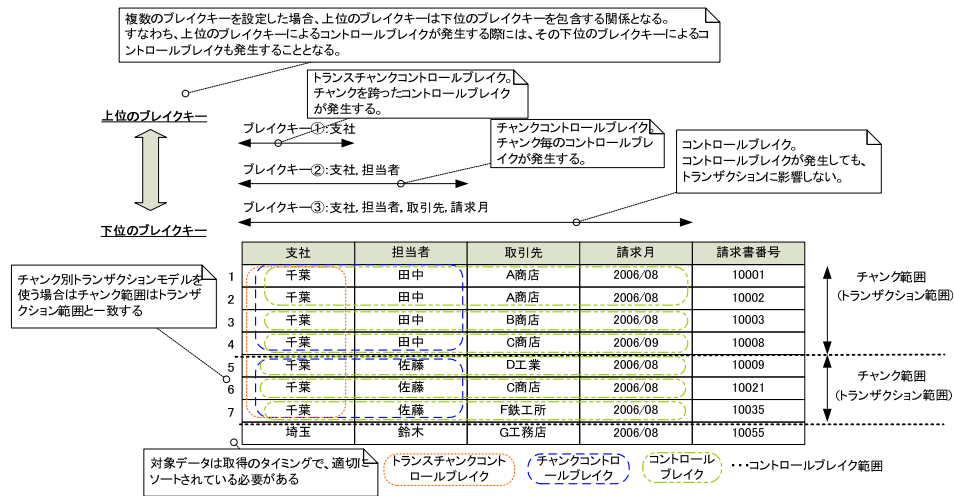 複数のブレイクキーを設定した場合、上位のブレイクキーは下位のブレイクキーを包含する関係となる。
すなわち、上位のブレイクキーによるコントロールブレイクが発生する際には、その下位のブレイクキーによるコ
ントロールブレイクも発生することとなる。
トランスチャンクコントロールブレイク。
チャンクを跨ったコントロールブレイク
が発生する。
上位のブレイクキー
ブレイクキー①:支社
チャンクコントロールブレイク。
チャンク毎のコントロールブレ
イクが発生する。
コントロールブレイク。
コントロールブレイクが発生しても、
トランザクションに影響しない。
ブレイクキー②:支社, 担当者
ブレイクキー③:支社, 担当者, 取引先, 請求月
下位のブレイクキー
支社 担当者 取引先 請求月 請求書番号
1 千葉 田中 A商店 2006/08 10001
2 千葉 田中 A商店 2006/08 10002
3 千葉 田中 B商店 2006/08 10003
4 千葉 田中 C商店 2006/09 10008
5 千葉 佐藤 D工業 2006/08 10009
6 千葉 佐藤 C商店 2006/08 10021
7 千葉 佐藤 F鉄工所 2006/08 10035
埼玉 鈴木 G工務店 2006/08 10055
チャンク別トランザクションモデルを
使う場合はチャンク範囲はトランザ
クション範囲と一致する
チャンク範囲
(トランザクション範囲)
チャンク範囲
(トランザクション範囲)
対象データは取得のタイミングで、適切に
ソートされている必要がある
トランスチャンクコント
ロールブレイク
チャンクコントロ
ールブレイク
コントロール
ブレイク
・・・コントロールブレイク範囲